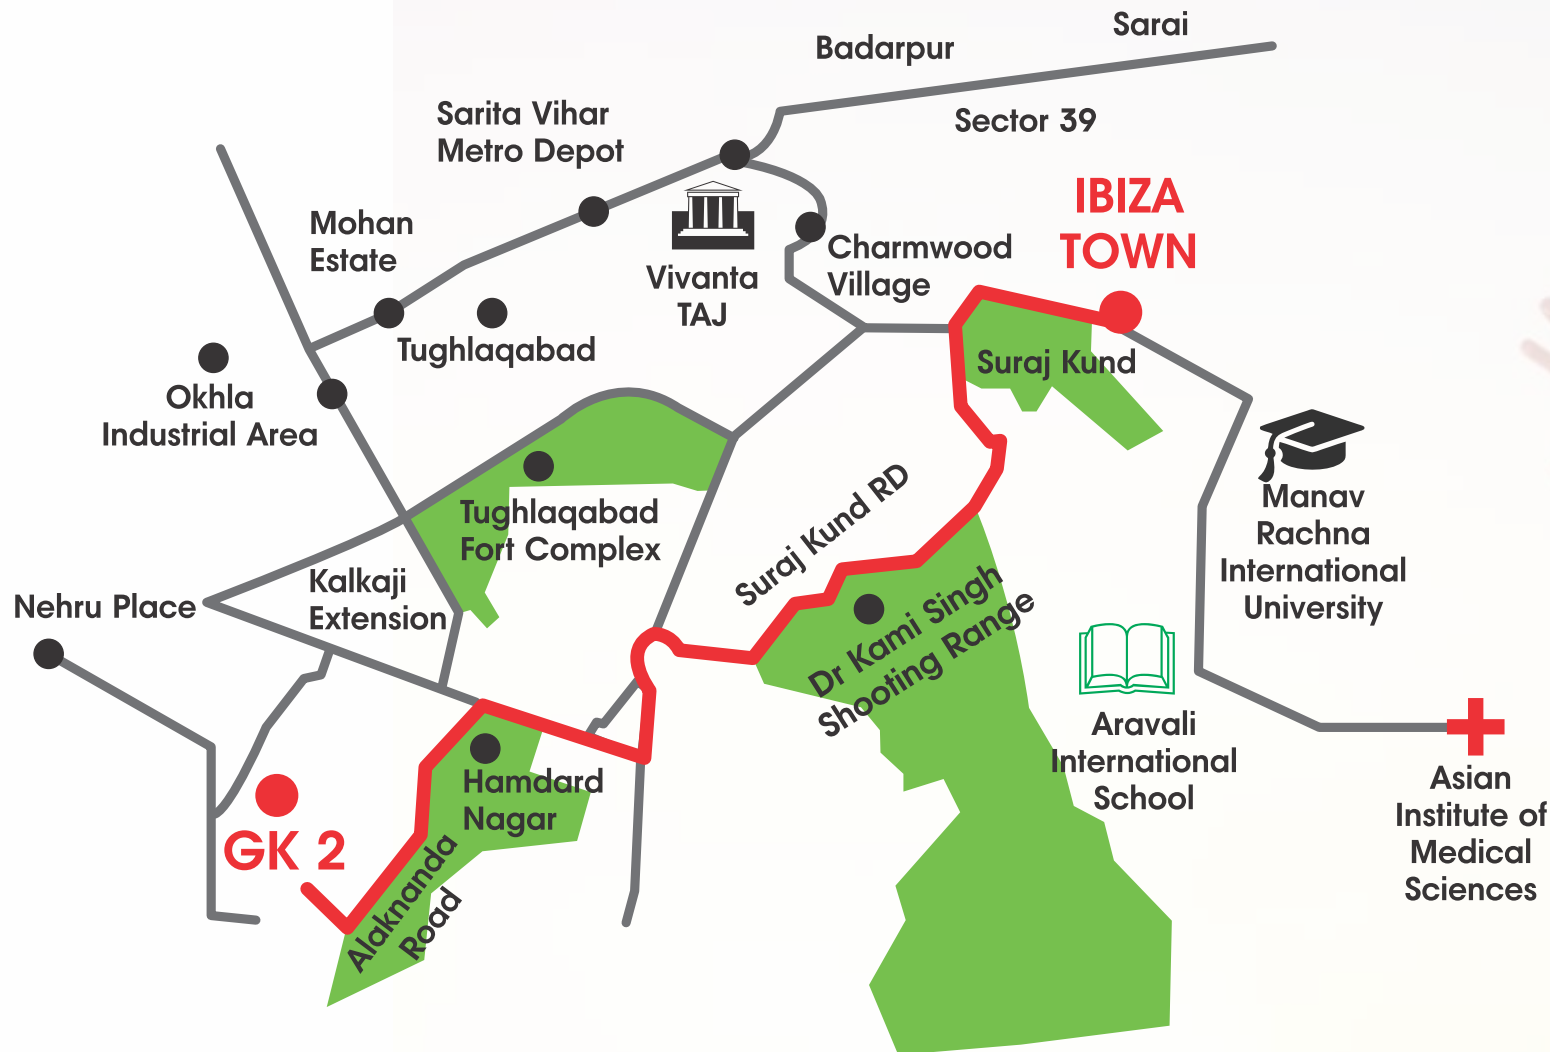 Sarai
Badarpur
Sarita Vihar
Metro Depot
Sector 39
IBIZA
TOWN
Mohan
Estate
Charmwood
Village
Vivanta
TAJ
Tughlaqabad
Suraj Kund
Okhla
Industrial Area
Tughlaqabad
Fort Complex
Suraj Kund RD
Manav
Rachna
International
University
Kalkaji
Extension
Nehru Place
Dr Kami Singh
Shooting Range
Aravali
International
School
Hamdard
Nagar
GK 2
Alaknanda
Road
Asian
Institute of
Medical
Sciences